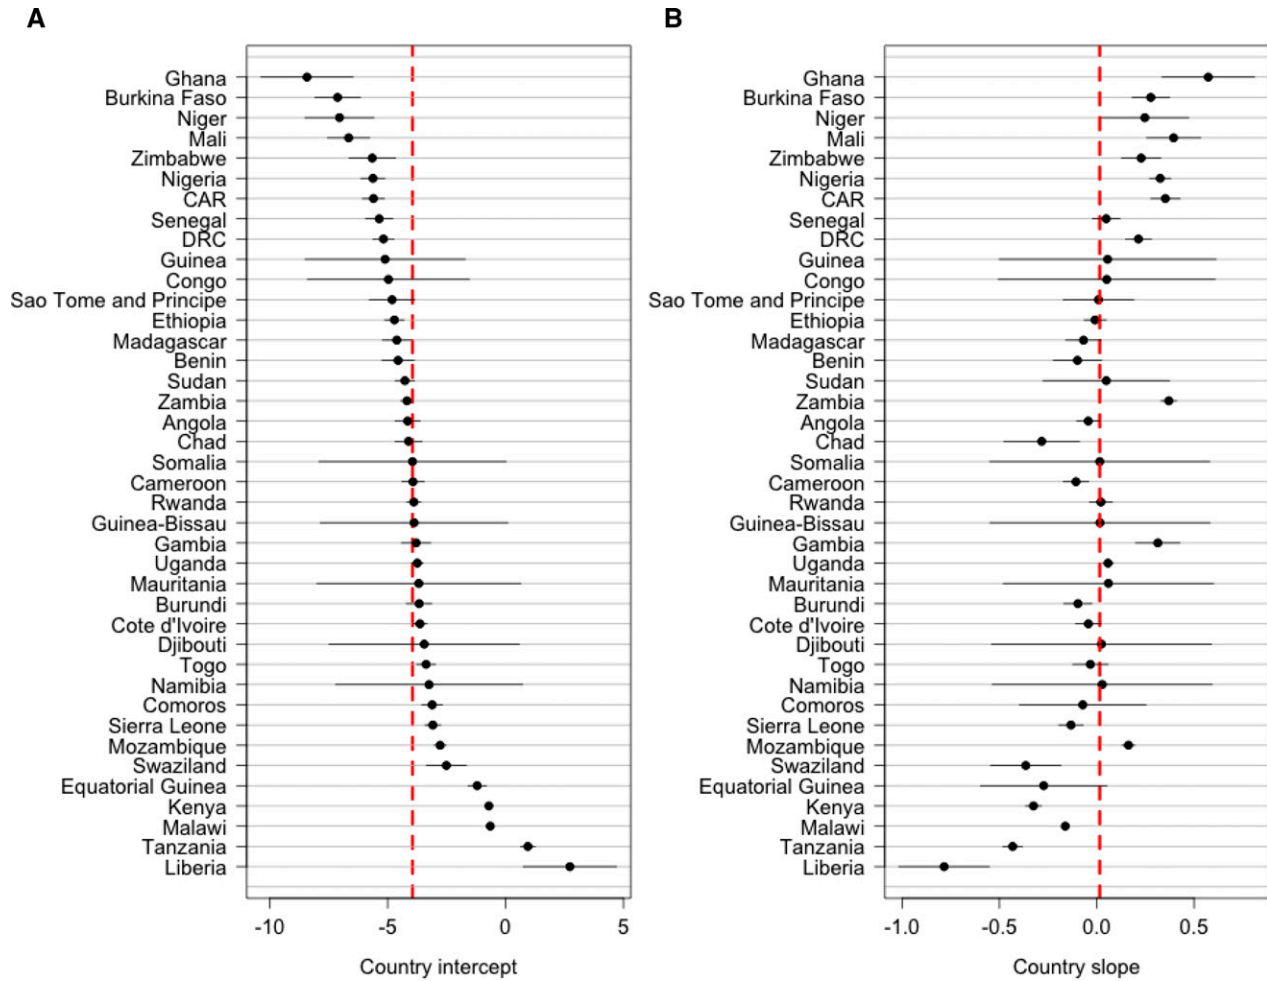 A
Ghana
Burkina Faso
Niger
Mali
Zimbabwe
Nigeria
CAR
Senegal
DRC
Guinea
Congo
Sao Tome and Principe
Ethiopia
Madagascar
Benin
Sudan
Zambia
Angola
Chad
Somalia
Cameroon
Rwanda
Guinea-Bissau
Gambia
Uganda
Mauritania
Burundi
Cote d'Ivoire
Djibouti
Togo
Namibia
Comoros
Sierra Leone
Mozambique
Swaziland
Equatorial Guinea
Kenya
Malawi
Tanzania
Liberia
-10 -5 0 5
Country intercept
B
Ghana
Burkina Faso
Niger
Mali
Zimbabwe
Nigeria
CAR
Senegal
DRC
Guinea
Congo
Sao Tome and Principe
Ethiopia
Madagascar
Benin
Sudan
Zambia
Angola
Chad
Somalia
Cameroon
Rwanda
Guinea-Bissau
Gambia
Uganda
Mauritania
Burundi
Cote d'Ivoire
Djibouti
Togo
Namibia
Comoros
Sierra Leone
Mozambique
Swaziland
Equatorial Guinea
Kenya
Malawi
Tanzania
Liberia
-1.0 -0.5 0.0 0.5
Country slope